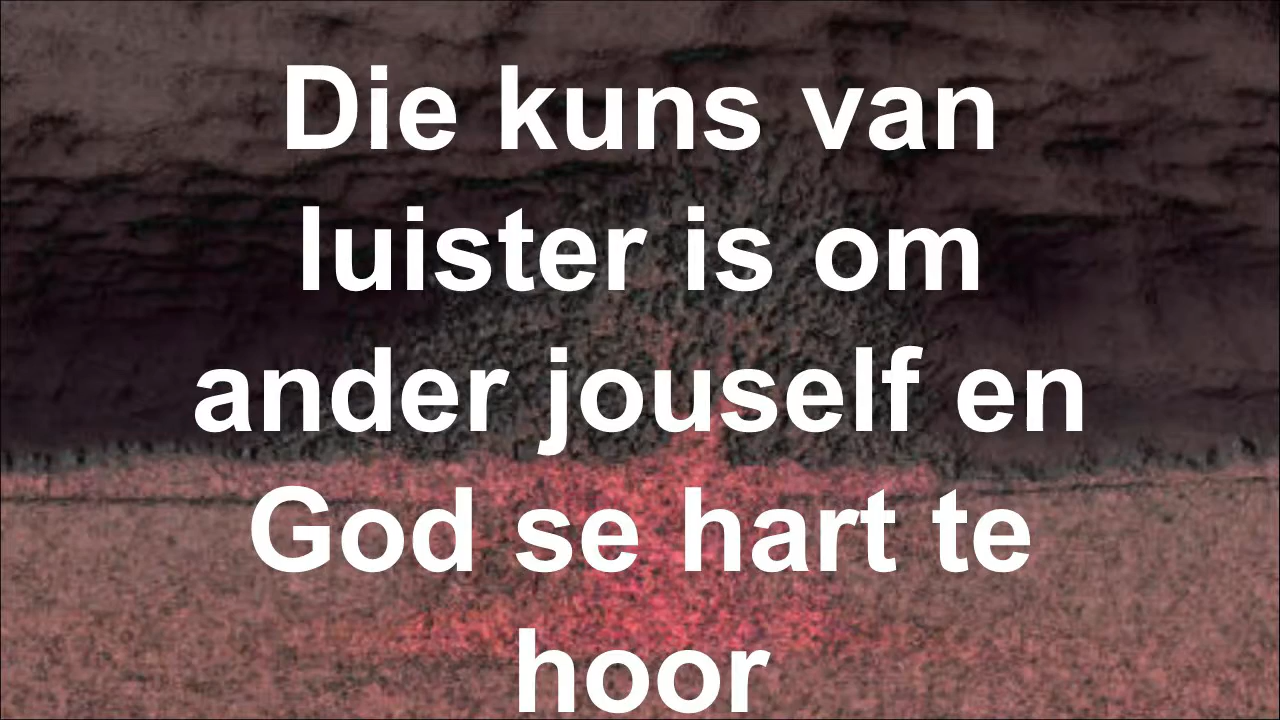 Die kuns van
luister is om
ander jouself en
God se hart te
hoor